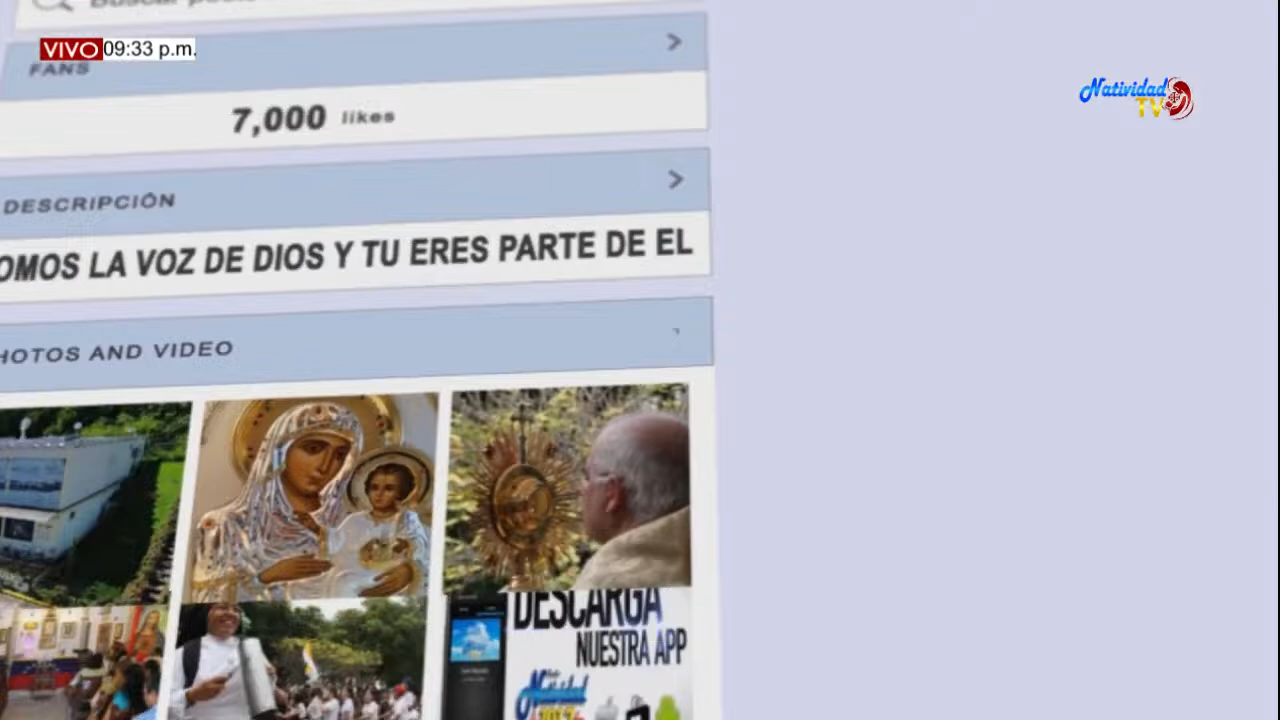 VIVO 09:33 p.m.
FANS
7,000 likes
Natividad
TV
DESCRIPCIÓN
OMOS LA VOZ DE DIOS Y TU ERES PARTE DE EL
HOTOS AND VIDEO
DESCARGA
NUESTRA APP
Natividad